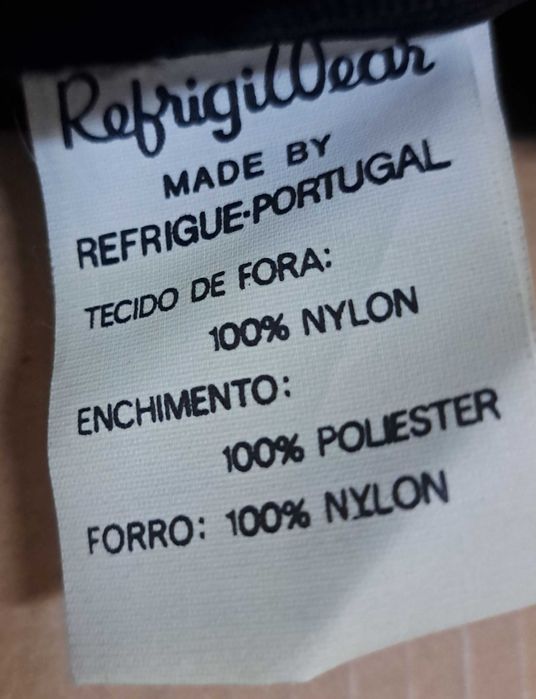 RefrigiWear
MADE BY
REFRIGUE-PORTUGAL
TECIDO DE FORA:
100% NYLON
ENCHIMENTO:
100% POLIESTER
FORRO: 100% NYLON